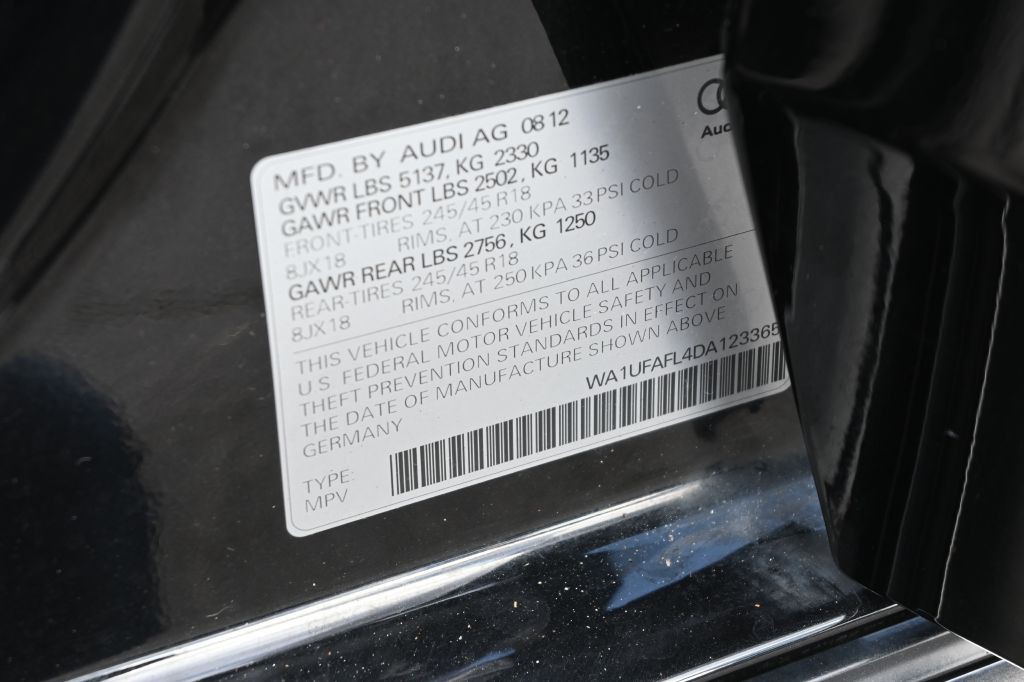 Audi
MFD. BY AUDI AG 08 12
GVWR LBS 5137, KG 2330
GAWR FRONT LBS 2502, KG 1135
FRONT-TIRES 245/45 R18
8JX18 RIMS, AT 230 KPA 33 PSI COLD
GAWR REAR LBS 2756, KG 1250
REAR-TIRES 245/45 R18
8JX18 RIMS, AT 250 KPA 36 PSI COLD
THIS VEHICLE CONFORMS TO ALL APPLICABLE
U.S. FEDERAL MOTOR VEHICLE SAFETY AND
THEFT PREVENTION STANDARDS IN EFFECT ON
THE DATE OF MANUFACTURE SHOWN ABOVE
GERMANY WA1UFAFL4DA123365
TYPE:
MPV